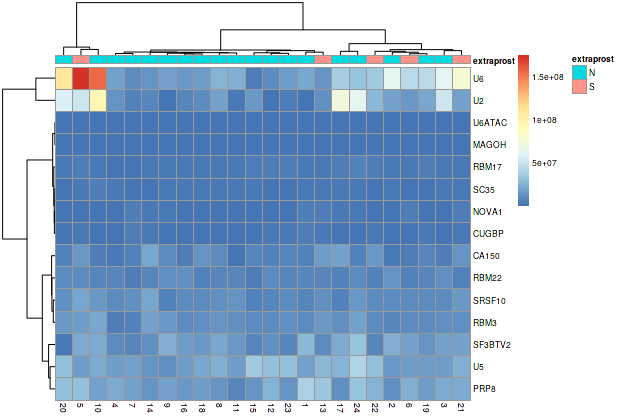 extraprost
extraprost
N
S
1.5e+08
1e+08
5e+07
U6
U2
U6ATAC
MAGOH
RBM17
SC35
NOVA1
CUGBP
CA150
RBM22
SRSF10
RBM3
SF3BTV2
U5
PRP8
20 5 10 4 7 14 9 16 18 8 11 15 12 23 1 13 17 24 22 2 6 19 3 21